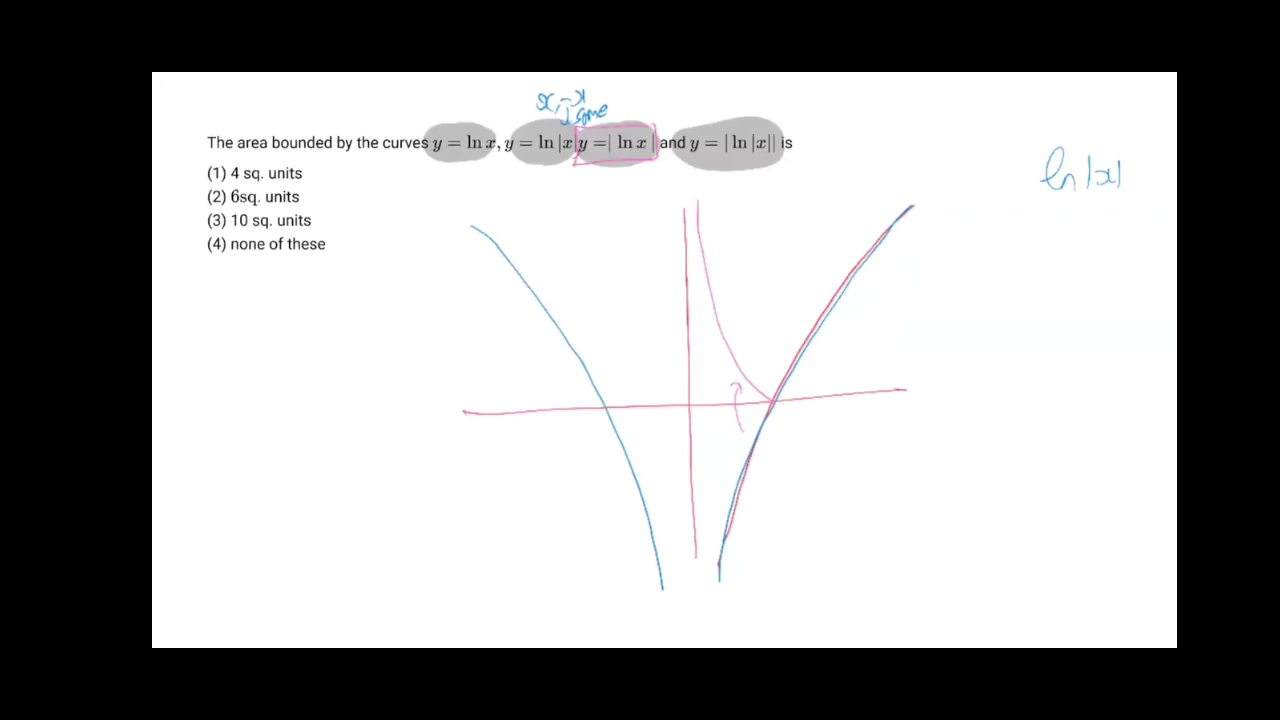 x, -x
↓ same
The area bounded by the curves y = ln x, y = ln |x| y =| ln x | and y = | ln |x|| is
ln |x|
(1) 4 sq. units
(2) 6sq. units
(3) 10 sq. units
(4) none of these